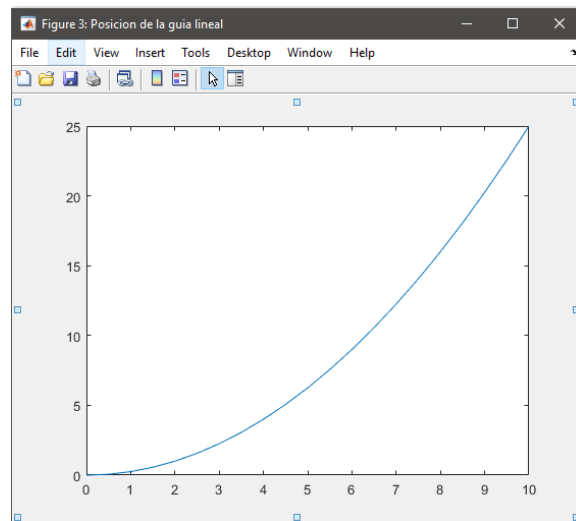 Figure 3: Posicion de la guia lineal
File Edit View Insert Tools Desktop Window Help
25
20
15
10
5
0
0 1 2 3 4 5 6 7 8 9 10